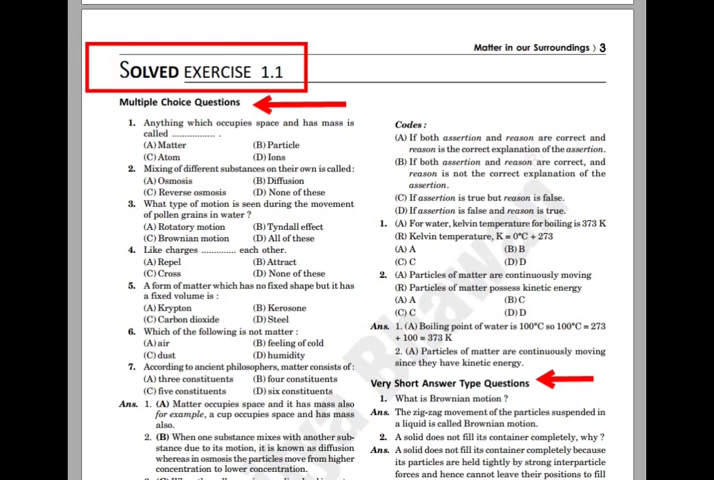 Matter in our Surroundings ⟩ 3
SOLVED EXERCISE 1.1
Multiple Choice Questions
1. Anything which occupies space and has mass is
called ................. .
(A) Matter (B) Particle
(C) Atom (D) Ions
2. Mixing of different substances on their own is called :
(A) Osmosis (B) Diffusion
(C) Reverse osmosis (D) None of these
3. What type of motion is seen during the movement
of pollen grains in water ?
(A) Rotatory motion (B) Tyndall effect
(C) Brownian motion (D) All of these
4. Like charges ............. each other.
(A) Repel (B) Attract
(C) Cross (D) None of these
5. A form of matter which has no fixed shape but it has
a fixed volume is :
(A) Krypton (B) Kerosone
(C) Carbon dioxide (D) Steel
6. Which of the following is not matter :
(A) air (B) feeling of cold
(C) dust (D) humidity
7. According to ancient philosophers, matter consists of :
(A) three constituents (B) four constituents
(C) five constituents (D) six constituents
Ans. 1. (A) Matter occupies space and it has mass also
for example, a cup occupies space and has mass
also.
2. (B) When one substance mixes with another sub-
stance due to its motion, it is known as diffusion
whereas in osmosis the particles move from higher
concentration to lower concentration.
Codes :
(A) If both assertion and reason are correct and
reason is the correct explanation of the assertion.
(B) If both assertion and reason are correct, and
reason is not the correct explanation of the
assertion.
(C) If assertion is true but reason is false.
(D) If assertion is false and reason is true.
1. (A) For water, kelvin temperature for boiling is 373 K
(R) Kelvin temperature, K = 0°C + 273
(A) A (B) B
(C) C (D) D
2. (A) Particles of matter are continuously moving
(R) Particles of matter possess kinetic energy
(A) A (B) C
(C) C (D) D
Ans. 1. (A) Boiling point of water is 100°C so 100°C = 273
+ 100 = 373 K
2. (A) Particles of matter are continuously moving
since they have kinetic energy.
Very Short Answer Type Questions
1. What is Brownian motion ?
Ans. The zig-zag movement of the particles suspended in
a liquid is called Brownian motion.
2. A solid does not fill its container completely, why ?
Ans. A solid does not fill its container completely because
its particles are held tightly by strong interparticle
forces and hence cannot leave their positions to fill